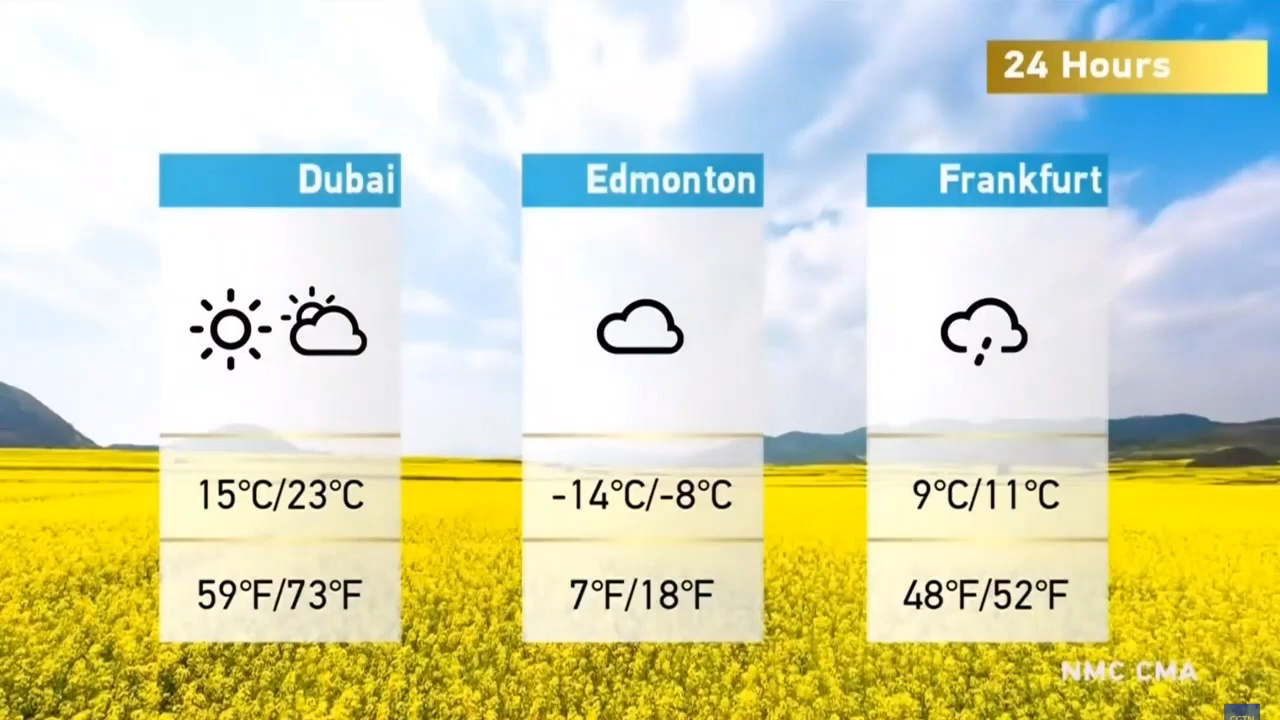 24 Hours
Dubai
15°C/23°C
59°F/73°F
Edmonton
-14°C/-8°C
7°F/18°F
Frankfurt
9°C/11°C
48°F/52°F
NMC CMA
CGTN